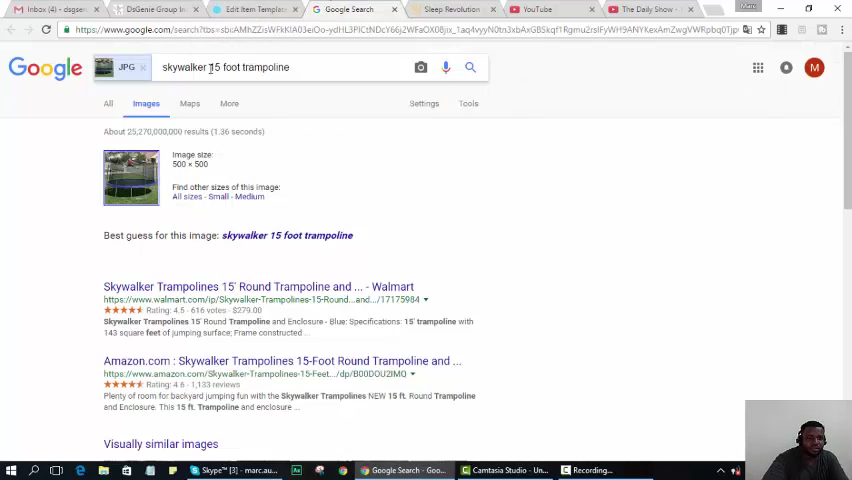 Marc
Inbox (4) - dsgser
DsGenie Group In
Edit Item Template
Google Search
Sleep Revolution
YouTube
The Daily Show -
https://www.google.com/search?tbs=
Google
JPG
skywalker 15 foot trampoline
M
All
Images
Maps
More
Settings
Tools
About 25,270,000,000 results (1.36 seconds)
Image size:
500 × 500
Find other sizes of this image:
All sizes - Small - Medium
Best guess for this image: skywalker 15 foot trampoline
Skywalker Trampolines 15' Round Trampoline and ... - Walmart
https://www.walmart.com/ip/Skywalker-Trampolines-15-Round...and.../17175984
Rating: 4.5 - 616 votes - $279.00
Skywalker Trampolines 15' Round Trampoline and Enclosure - Blue: Specifications: 15' trampoline with
143 square feet of jumping surface; Frame constructed ...
Amazon.com : Skywalker Trampolines 15-Foot Round Trampoline and ...
https://www.amazon.com/Skywalker-Trampolines-15-Feet.../dp/B00DOU2IMQ
Rating: 4.6 - 1,133 reviews
Plenty of room for backyard jumping fun with the Skywalker Trampolines NEW 15 ft. Round Trampoline
and Enclosure. This 15 ft. Trampoline and enclosure ...
Visually similar images
Skype™ [3] - marc.au...
Google Search - Goo...
Camtasia Studio - Un...
Recording...